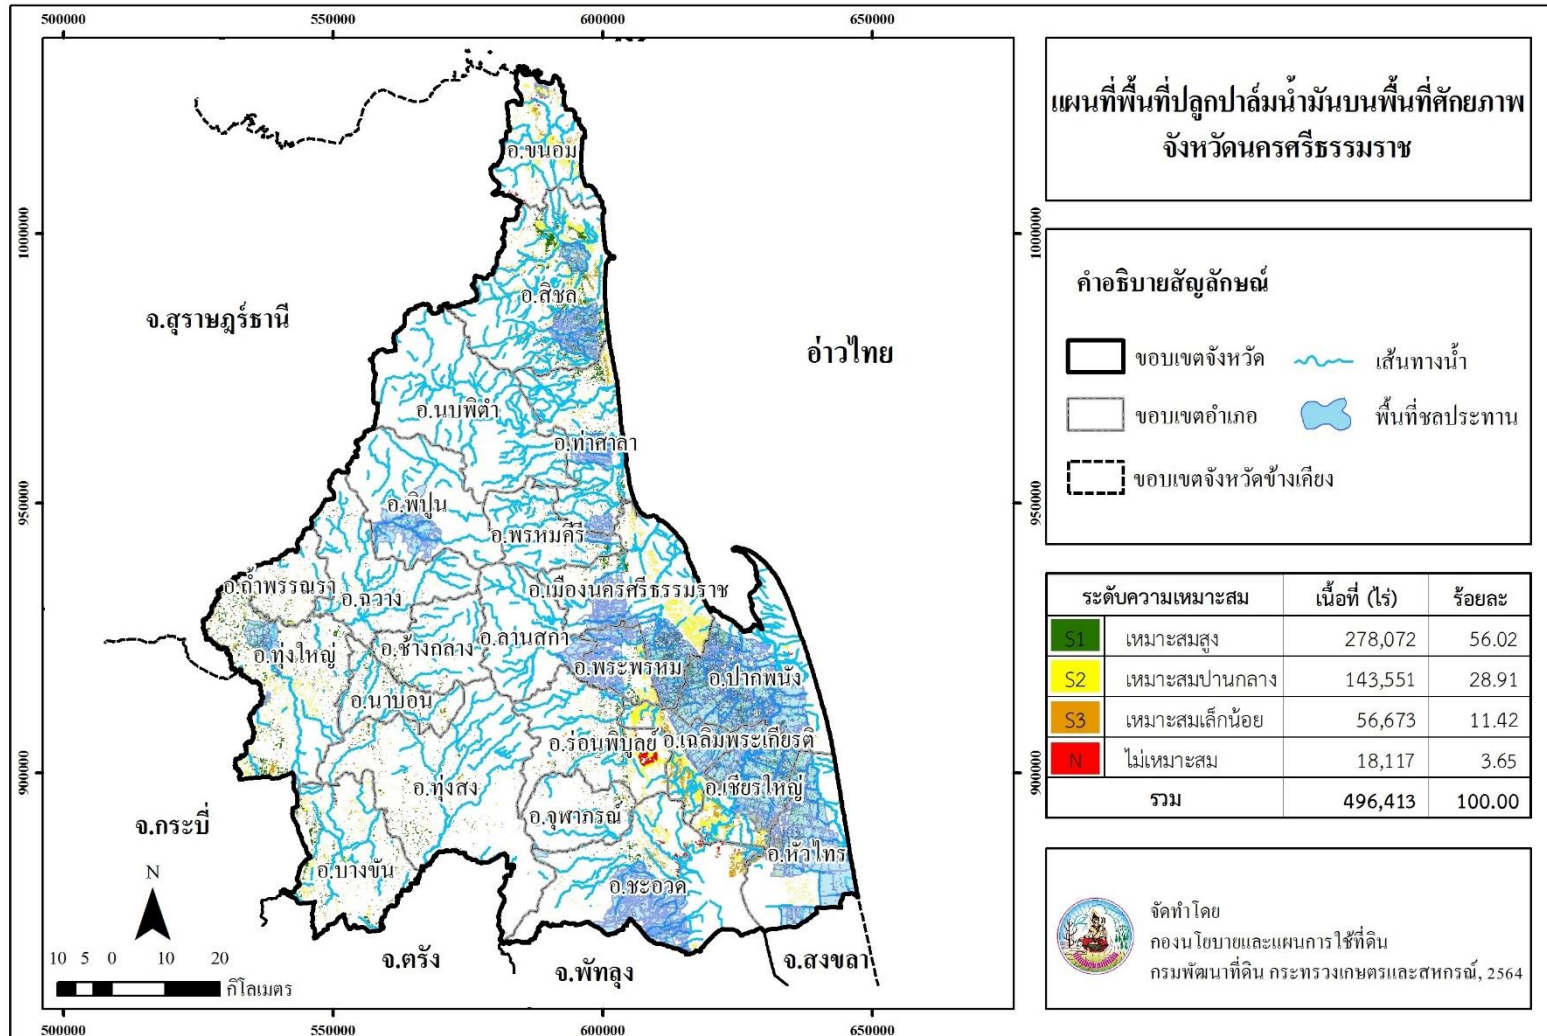 500000 550000 600000 650000
แผนที่พื้นที่ปลูกปาล์มน้ำมันบนพื้นที่ศักยภาพ
จังหวัดนครศรีธรรมราช
1000000
950000
900000
1000000
950000
900000
อ.ขนอม
อ.สิชล
จ.สุราษฎร์ธานี
อ่าวไทย
อ.นบพิตำ
อ.ท่าศาลา
อ.พิปูน
อ.พรหมคีรี
อ.ถ้ำพรรณรา
อ.ฉวาง
อ.เมืองนครศรีธรรมราช
อ.ทุ่งใหญ่
อ.ช้างกลาง
อ.ลานสกา
อ.พระพรหม
อ.ปากพนัง
อ.นาบอน
อ.ร่อนพิบูลย์
อ.เฉลิมพระเกียรติ
อ.ทุ่งสง
อ.เชียรใหญ่
จ.กระบี่
อ.จุฬาภรณ์
อ.หัวไทร
อ.บางขัน
อ.ชะอวด
จ.ตรัง
จ.พัทลุง
จ.สงขลา
N
10 5 0 10 20
กิโลเมตร
500000 550000 600000 650000
คำอธิบายสัญลักษณ์
ขอบเขตจังหวัด เส้นทางน้ำ
ขอบเขตอำเภอ พื้นที่ชลประทาน
ขอบเขตจังหวัดข้างเคียง
ระดับความเหมาะสม เนื้อที่ (ไร่) ร้อยละ
S1 เหมาะสมสูง 278,072 56.02
S2 เหมาะสมปานกลาง 143,551 28.91
S3 เหมาะสมเล็กน้อย 56,673 11.42
N ไม่เหมาะสม 18,117 3.65
รวม 496,413 100.00
จัดทำโดย
กองนโยบายและแผนการใช้ที่ดิน
กรมพัฒนาที่ดิน กระทรวงเกษตรและสหกรณ์, 2564